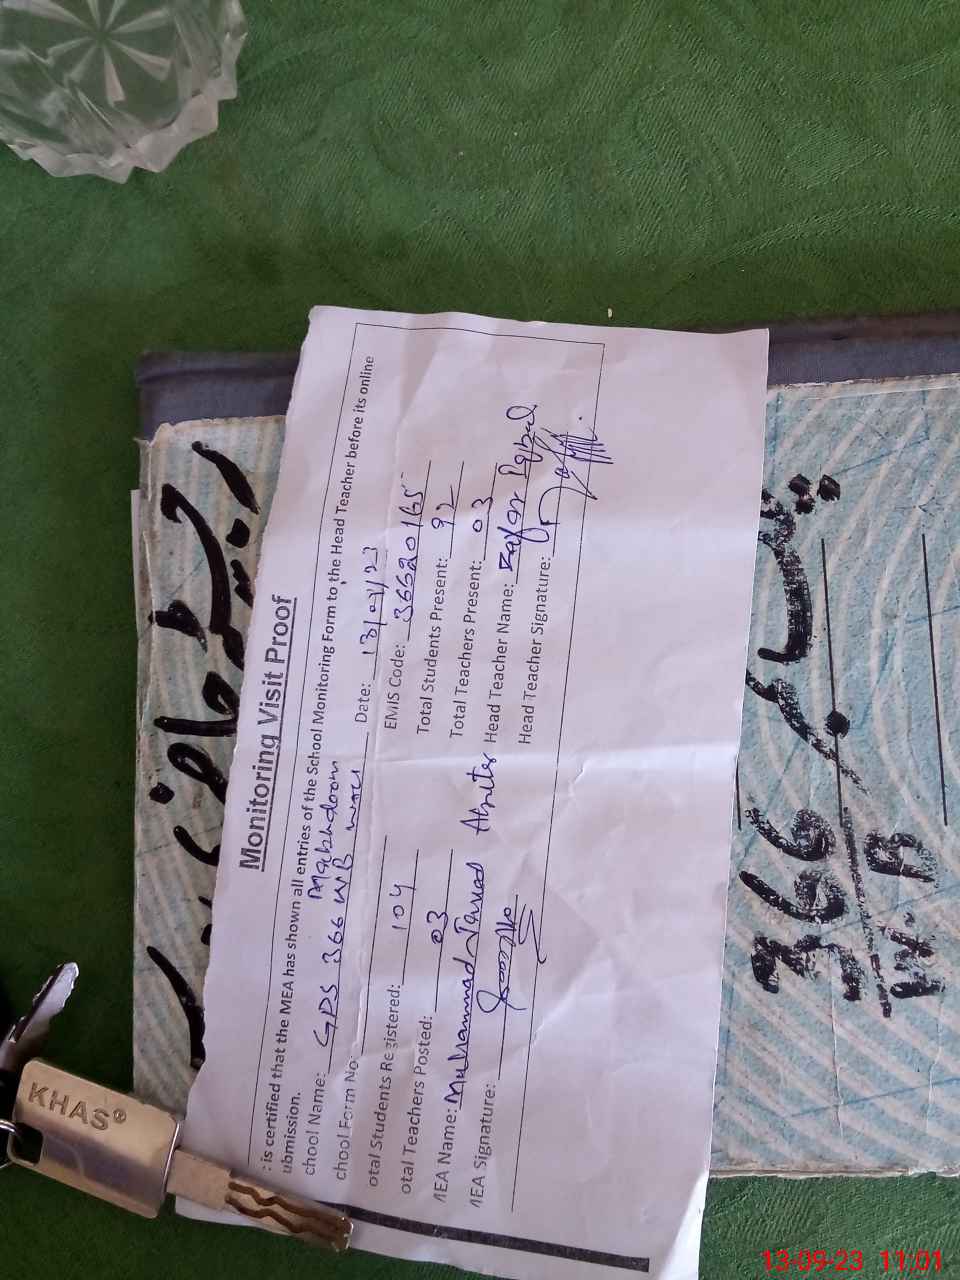 Monitoring Visit Proof
: is certified that the MEA has shown all entries of the School Monitoring Form to the Head Teacher before its online
ubmission.
chool Name: GPS 366 WB Makhdoom wali
chool Form No: Date: 13/09/23
EMIS Code: 36620165
otal Students Registered: 104 Total Students Present: 92
otal Teachers Posted: 03 Total Teachers Present: 03
MEA Name: Muhammad Head Teacher Name: Zafar Iqbal
MEA Signature: Head Teacher Signature:
366
W.B
KHAS®
13-09-23 11:01